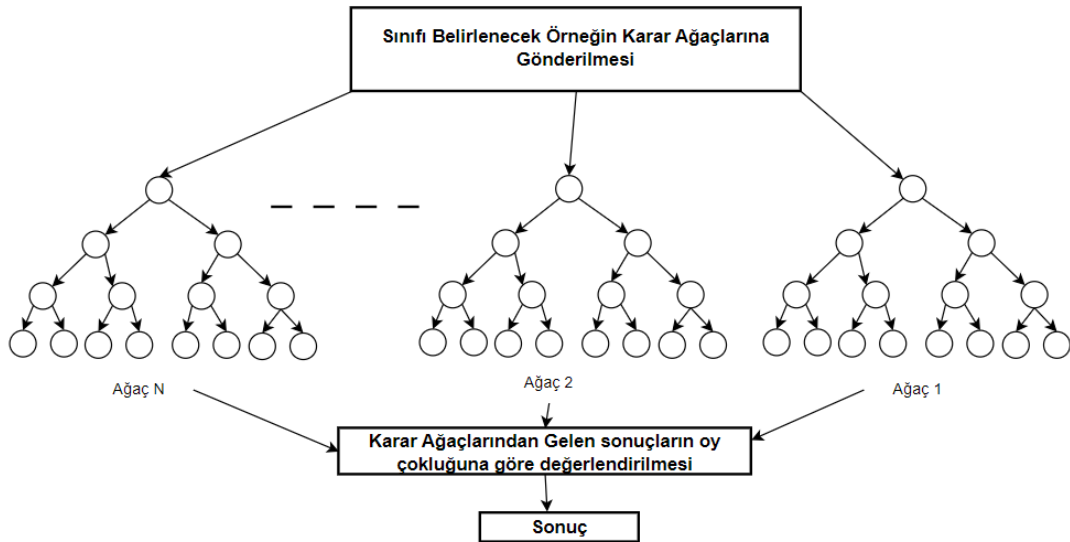 Sınıfı Belirlenecek Örneğin Karar Ağaçlarına
Gönderilmesi
Ağaç N
Ağaç 2
Ağaç 1
Karar Ağaçlarından Gelen sonuçların oy
çokluğuna göre değerlendirilmesi
Sonuç